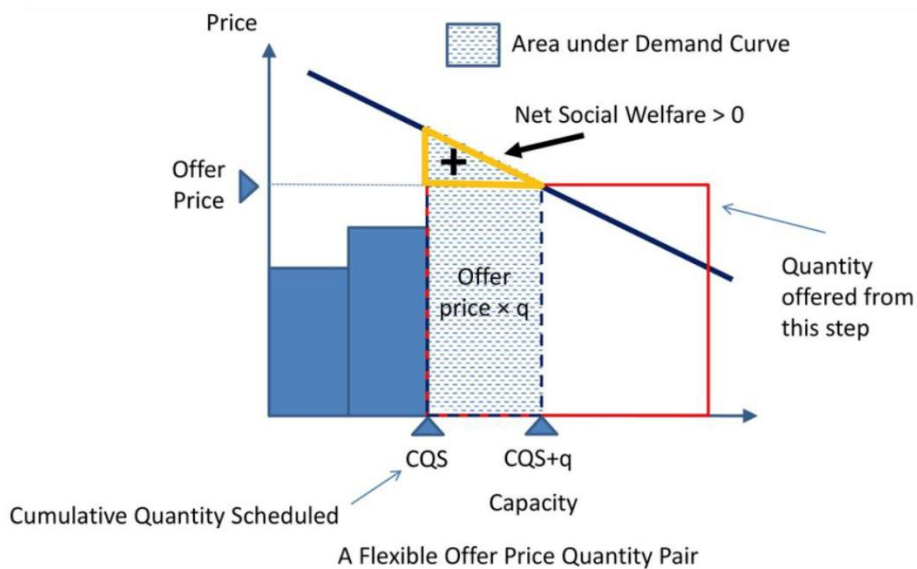 Price
Area under Demand Curve
Net Social Welfare > 0
Offer
Price
+
Offer
price × q
Quantity
offered from
this step
CQS
CQS+q
Capacity
Cumulative Quantity Scheduled
A Flexible Offer Price Quantity Pair